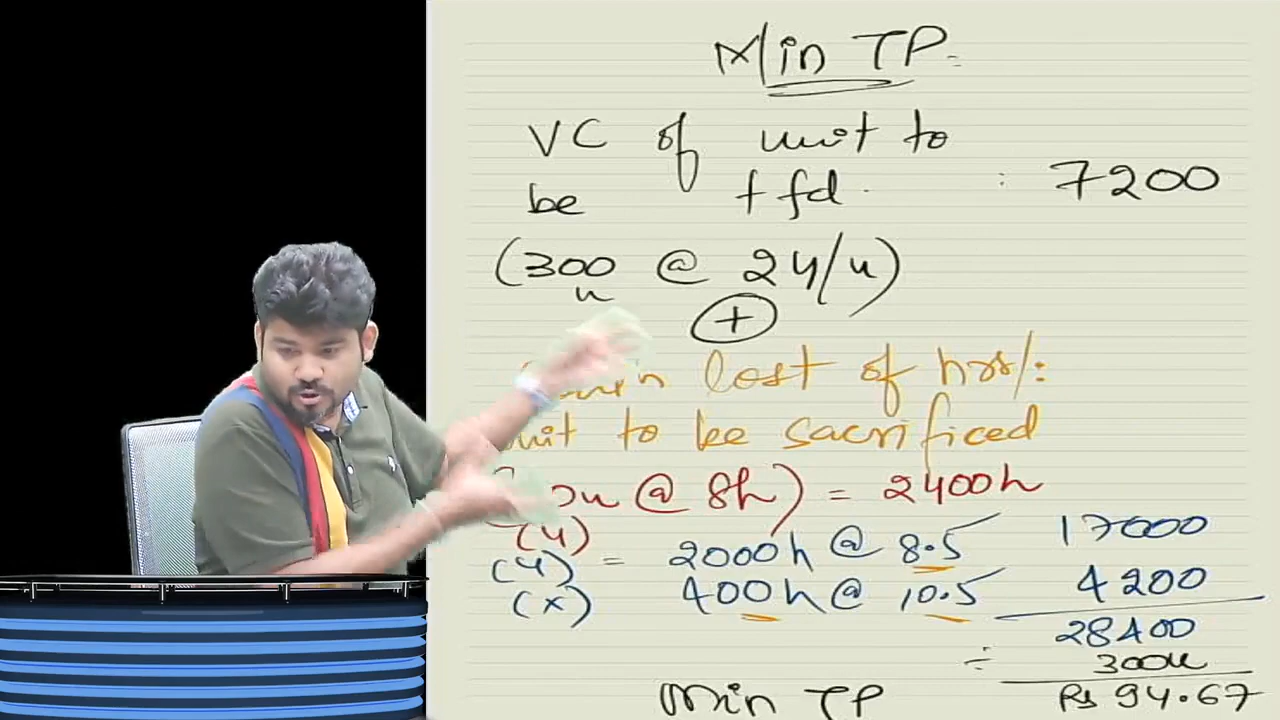 Min TP =
VC of unit to
be tfd. : 7200
(300 @ 24/u)
u
+
lost of hrs/:
unit to be sacrificed
@ 8h) = 2400h
(4)
(4) = 2000h @ 8.5 17000
(x) 400h @ 10.5 4200
28400
÷ 300u
Min TP Rs 94.67